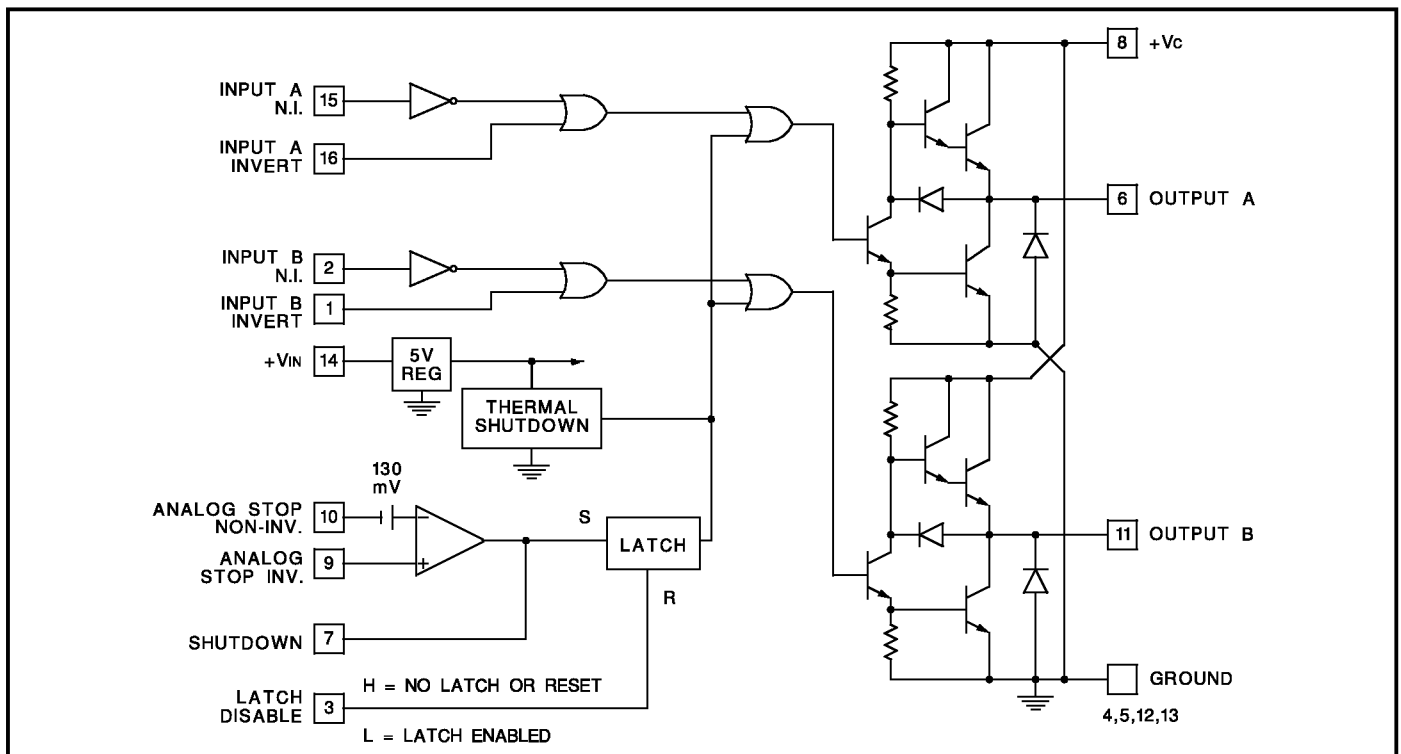 INPUT A
N.I.
15
INPUT A
INVERT
16
INPUT B
N.I.
2
INPUT B
INVERT
1
+VIN
14
5V
REG
THERMAL
SHUTDOWN
130
mV
ANALOG STOP
NON-INV.
10
ANALOG
STOP INV.
9
SHUTDOWN
7
LATCH
DISABLE
3
H = NO LATCH OR RESET
L = LATCH ENABLED
S
LATCH
R
8
+Vc
6
OUTPUT A
11
OUTPUT B
GROUND
4,5,12,13